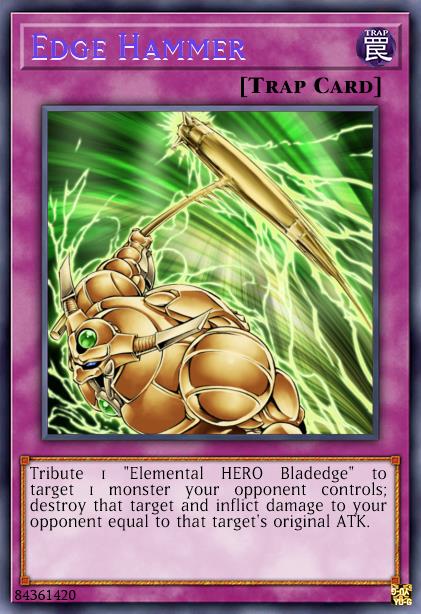 Edge Hammer
TRAP
罠
[Trap Card]
Tribute 1 "Elemental HERO Bladedge" to
target 1 monster your opponent controls;
destroy that target and inflict damage to your
opponent equal to that target's original ATK.
84361420